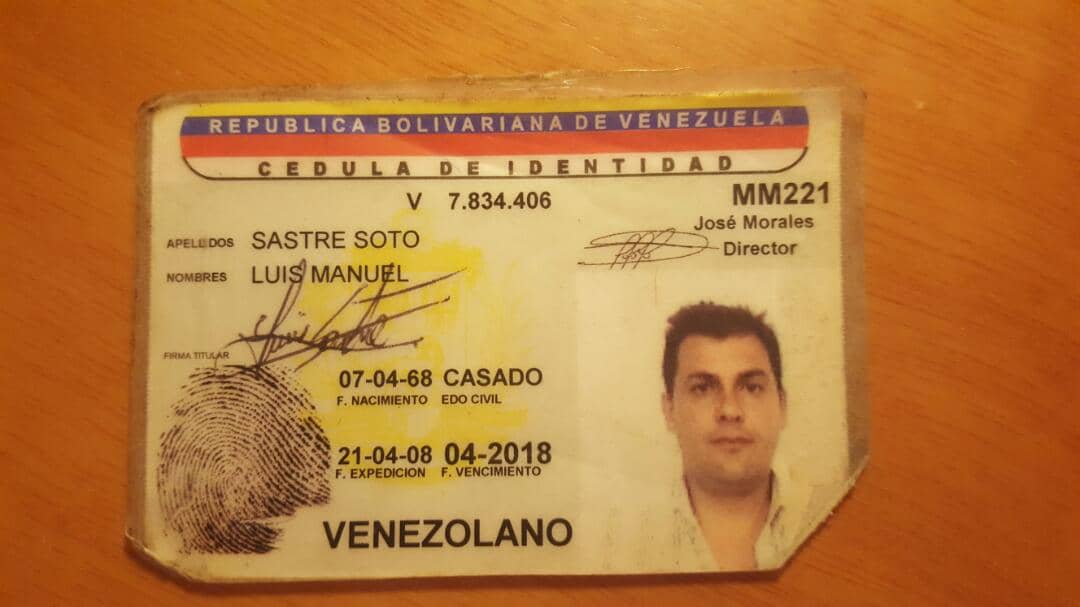 REPUBLICA BOLIVARIANA DE VENEZUELA
CEDULA DE IDENTIDAD
V 7.834.406
MM221
José Morales
Director
APELLIDOS SASTRE SOTO
NOMBRES LUIS MANUEL
FIRMA TITULAR
07-04-68 CASADO
F. NACIMIENTO EDO CIVIL
21-04-08 04-2018
F. EXPEDICION F. VENCIMIENTO
VENEZOLANO